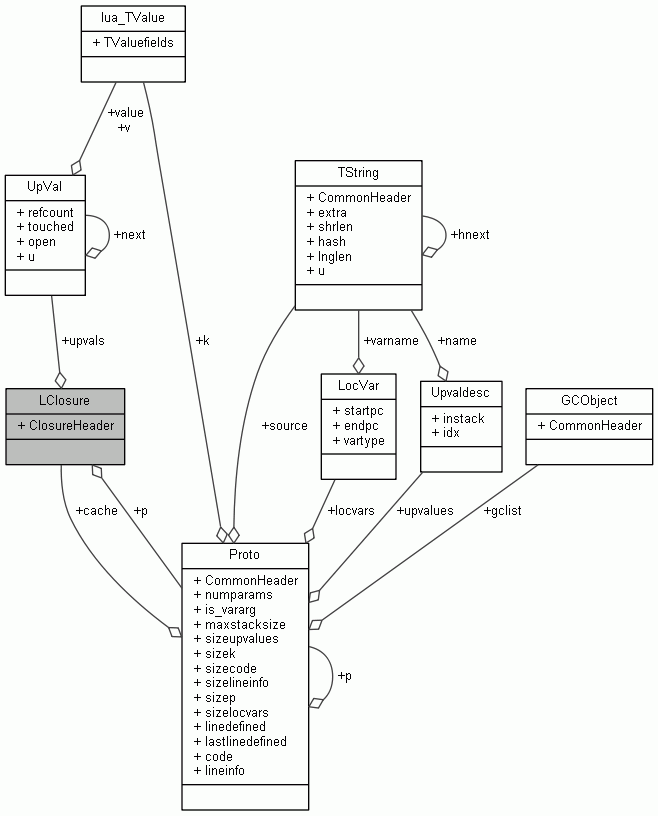 lua_TValue
+ TValuefields
+value
+v
UpVal
+ refcount
+ touched
+ open
+ u
+next
TString
+ CommonHeader
+ extra
+ shrlen
+ hash
+ lnglen
+ u
+hnext
+upvals
+k
+varname
+name
LClosure
+ ClosureHeader
+source
LocVar
+ startpc
+ endpc
+ vartype
Upvaldesc
+ instack
+ idx
GCObject
+ CommonHeader
+cache
+p
+locvars
+upvalues
+gclist
Proto
+ CommonHeader
+ numparams
+ is_vararg
+ maxstacksize
+ sizeupvalues
+ sizek
+ sizecode
+ sizelineinfo
+ sizep
+ sizelocvars
+ linedefined
+ lastlinedefined
+ code
+ lineinfo
+p